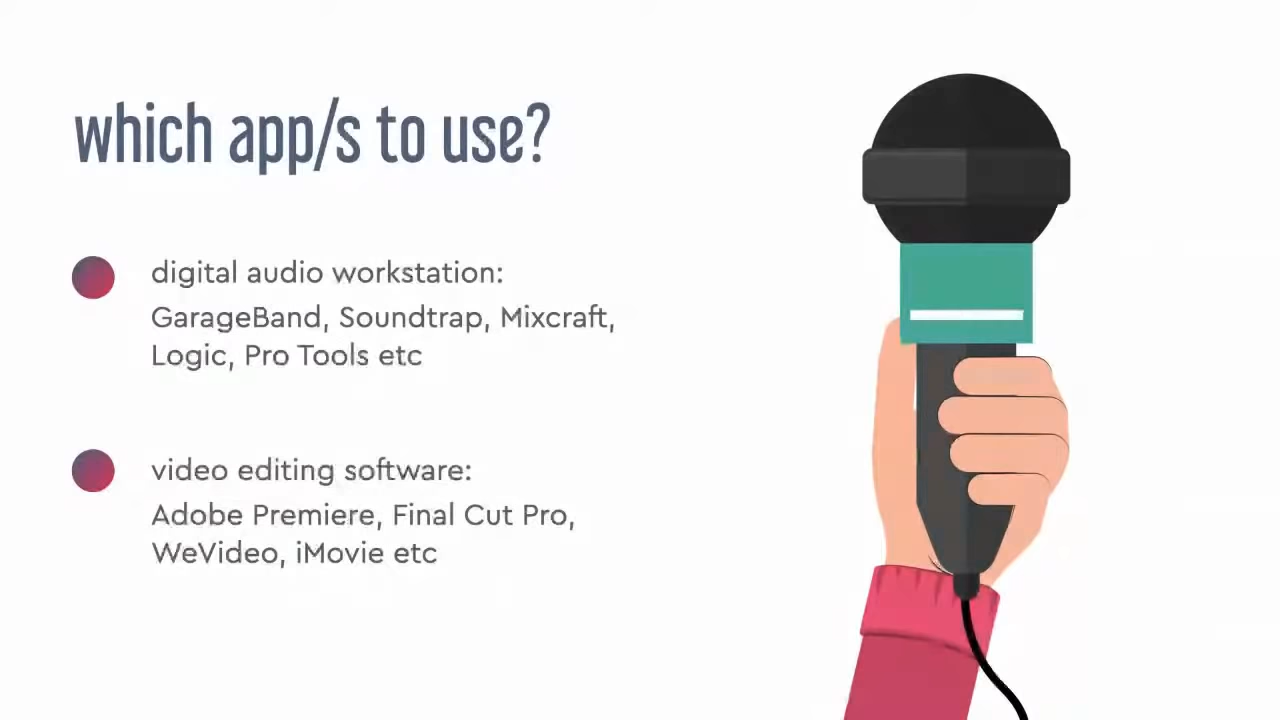 which app/s to use?
digital audio workstation:
GarageBand, Soundtrap, Mixcraft,
Logic, Pro Tools etc
video editing software:
Adobe Premiere, Final Cut Pro,
WeVideo, iMovie etc